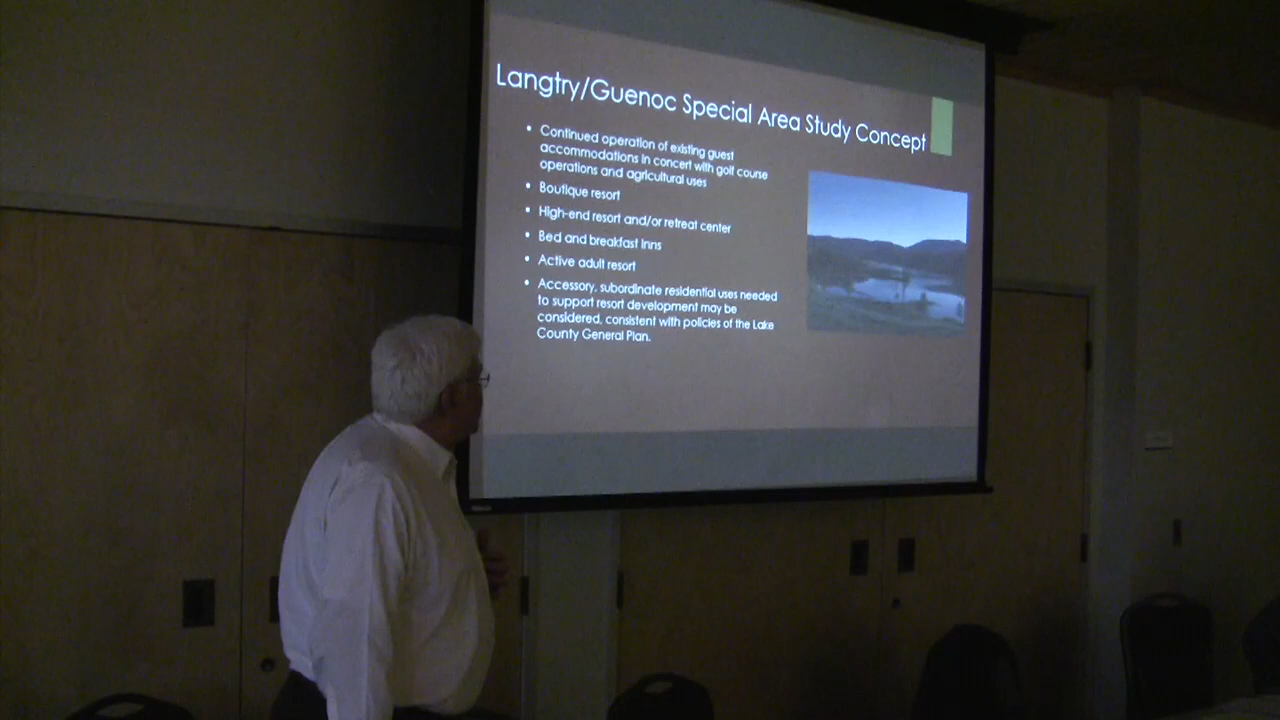 Langtry/Guenoc Special Area Study Concept
• Continued operation of existing guest
accommodations in concert with golf course
operations and agricultural uses
• Boutique resort
• High-end resort and/or retreat center
• Bed and breakfast inns
• Active adult resort
• Accessory, subordinate residential uses needed
to support resort development may be
considered, consistent with policies of the Lake
County General Plan.